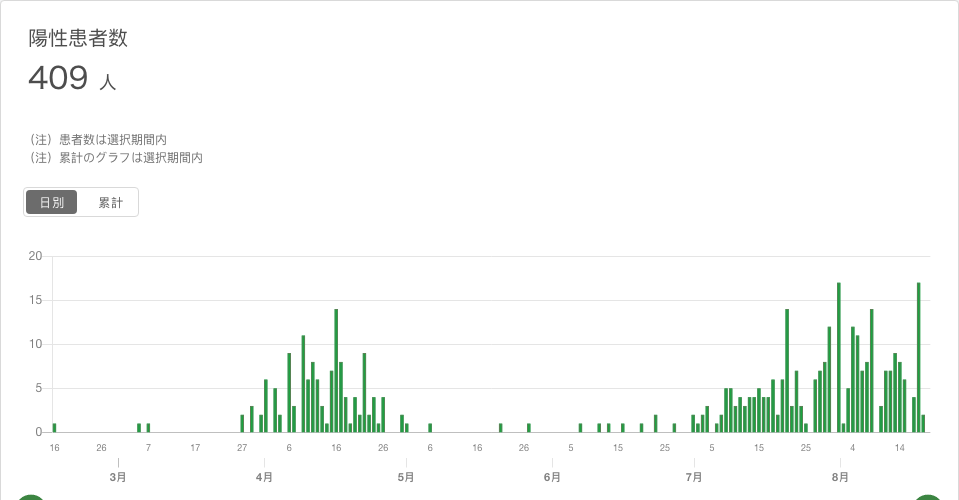 陽性患者数
409 人
（注）患者数は選択期間内
（注）累計のグラフは選択期間内
日別 累計
20
15
10
5
0
16 26 7 17 27 6 16 26 6 16 26 5 15 25 5 15 25 4 14
3月 4月 5月 6月 7月 8月